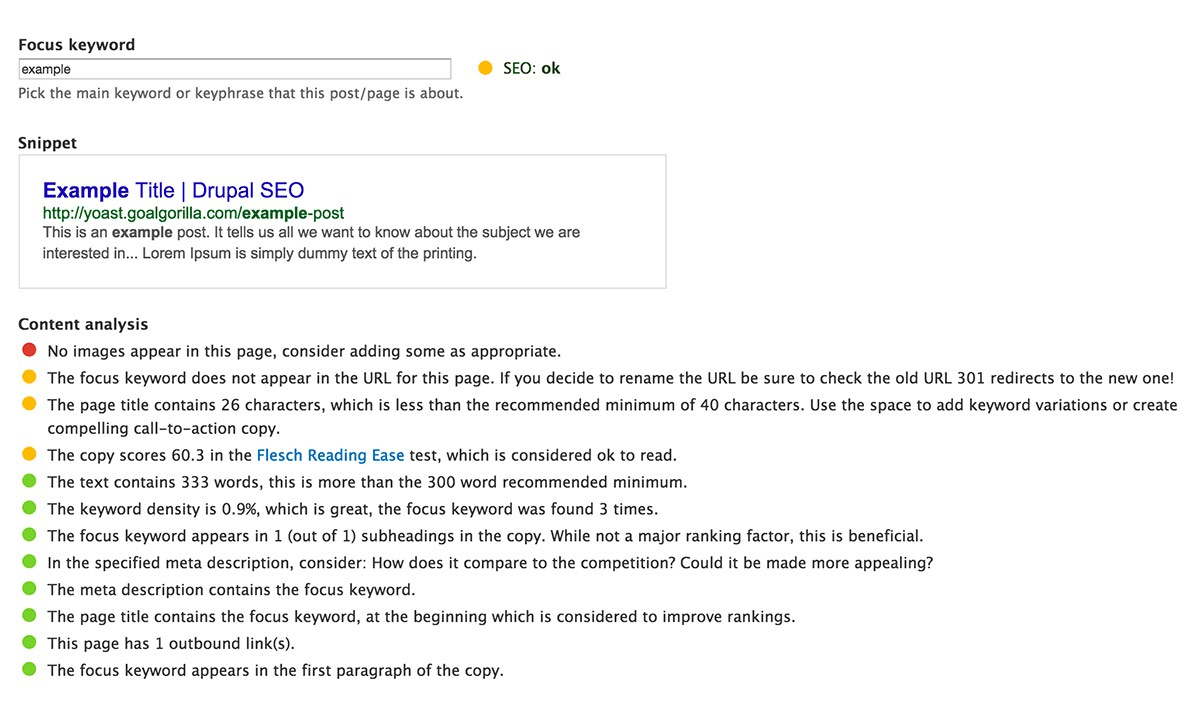 Focus keyword
example
SEO: ok
Pick the main keyword or keyphrase that this post/page is about.
Snippet
Example Title | Drupal SEO
http://yoast.goalgorilla.com/example-post
This is an example post. It tells us all we want to know about the subject we are
interested in... Lorem Ipsum is simply dummy text of the printing.
Content analysis
No images appear in this page, consider adding some as appropriate.
The focus keyword does not appear in the URL for this page. If you decide to rename the URL be sure to check the old URL 301 redirects to the new one!
The page title contains 26 characters, which is less than the recommended minimum of 40 characters. Use the space to add keyword variations or create
compelling call-to-action copy.
The copy scores 60.3 in the Flesch Reading Ease test, which is considered ok to read.
The text contains 333 words, this is more than the 300 word recommended minimum.
The keyword density is 0.9%, which is great, the focus keyword was found 3 times.
The focus keyword appears in 1 (out of 1) subheadings in the copy. While not a major ranking factor, this is beneficial.
In the specified meta description, consider: How does it compare to the competition? Could it be made more appealing?
The meta description contains the focus keyword.
The page title contains the focus keyword, at the beginning which is considered to improve rankings.
This page has 1 outbound link(s).
The focus keyword appears in the first paragraph of the copy.